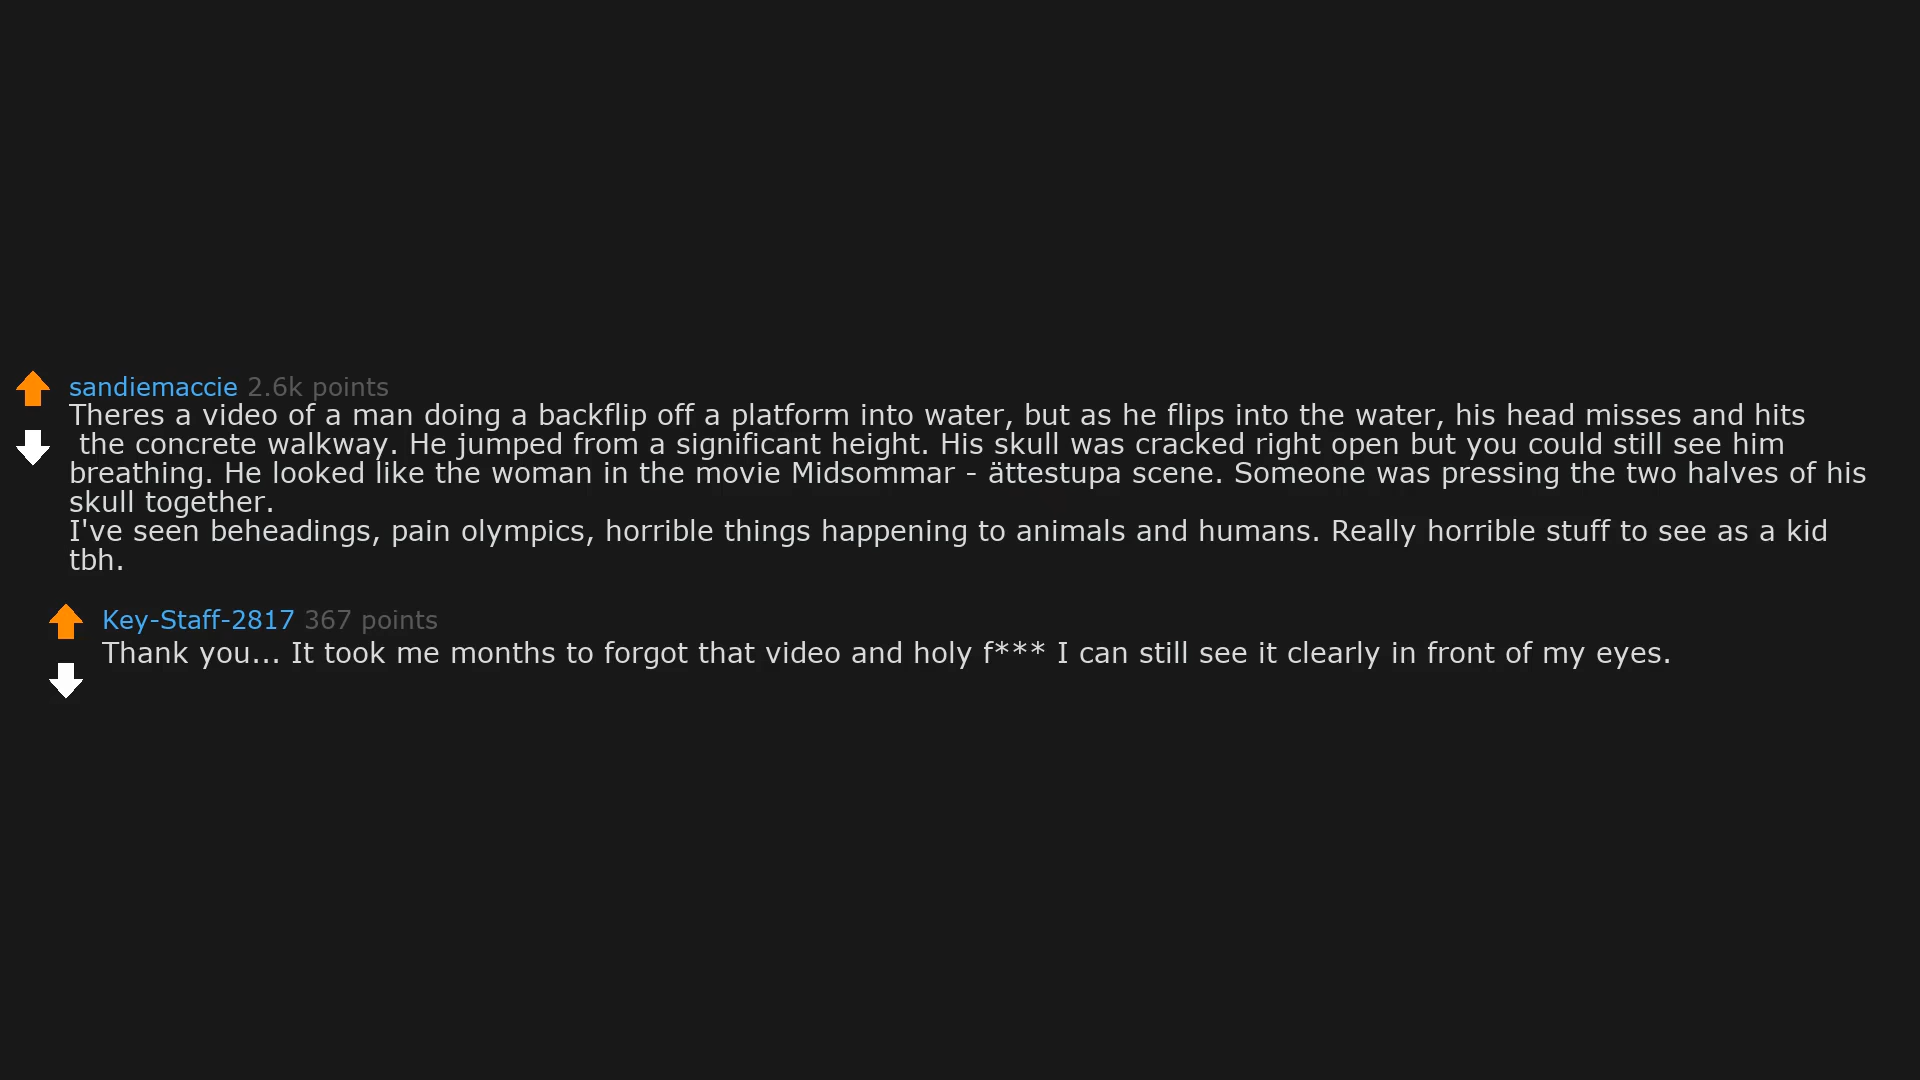 sandiemaccie 2.6k points
Theres a video of a man doing a backflip off a platform into water, but as he flips into the water, his head misses and hits
the concrete walkway. He jumped from a significant height. His skull was cracked right open but you could still see him
breathing. He looked like the woman in the movie Midsommar - ättestupa scene. Someone was pressing the two halves of his
skull together.
I've seen beheadings, pain olympics, horrible things happening to animals and humans. Really horrible stuff to see as a kid
tbh.
Key-Staff-2817 367 points
Thank you... It took me months to forgot that video and holy f*** I can still see it clearly in front of my eyes.